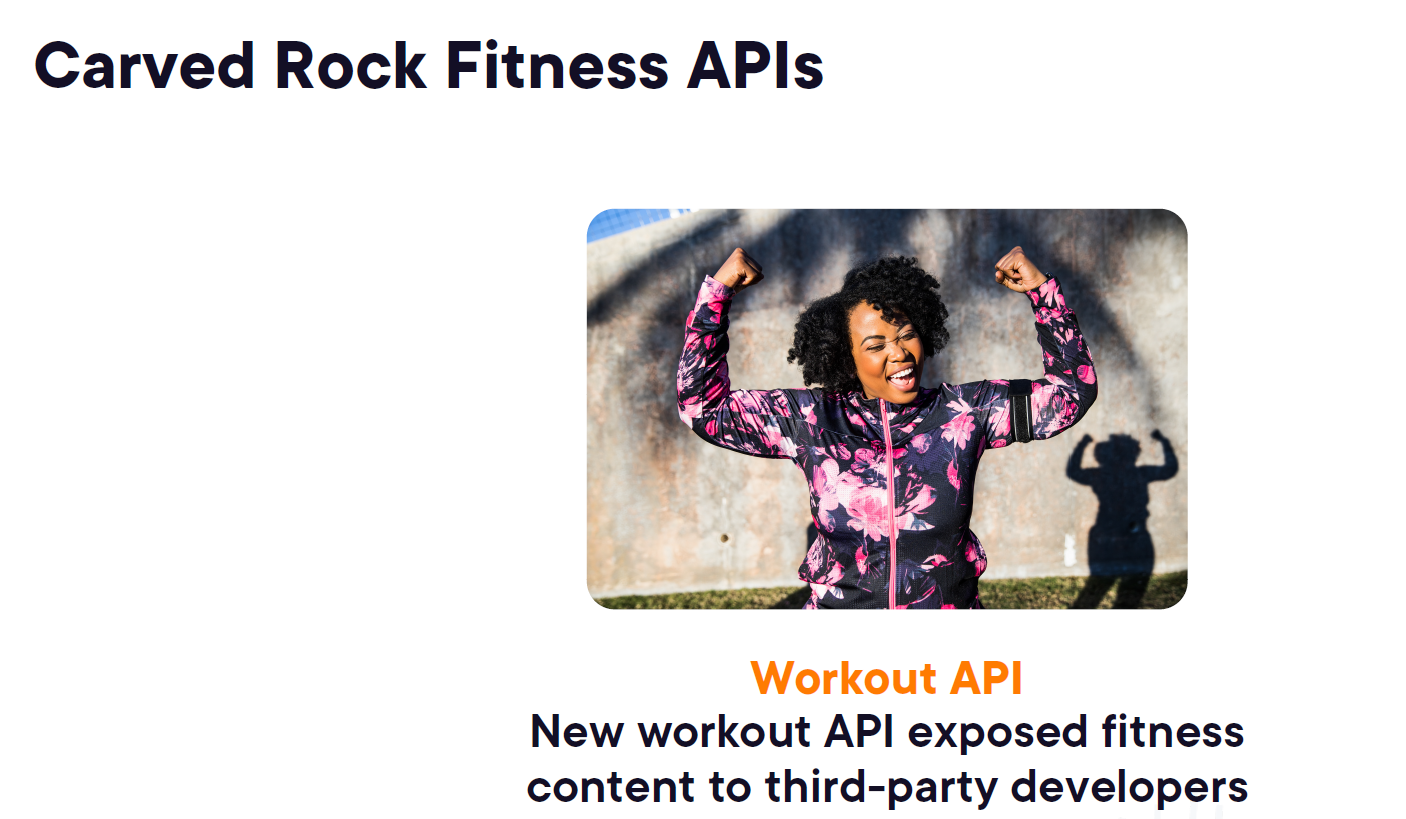 Carved Rock Fitness APIs
Workout API
New workout API exposed fitness
content to third-party developers